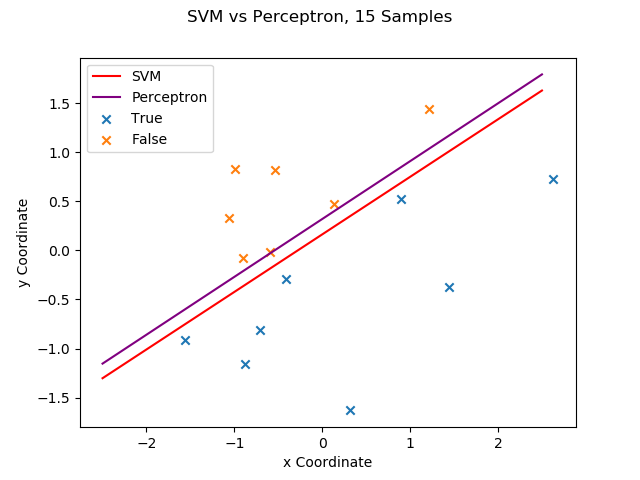 SVM vs Perceptron, 15 Samples
SVM
Perceptron
True
False
1.5
1.0
0.5
0.0
−0.5
−1.0
−1.5
y Coordinate
−2
−1
0
1
2
x Coordinate